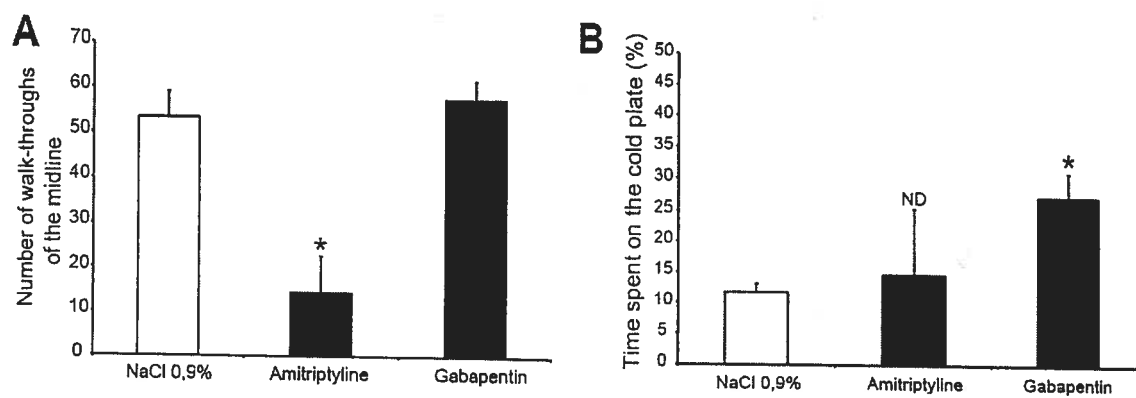 A
Number of walk-throughs
of the midline
70
60
50
40
30
20
10
0
*
NaCl 0,9%
Amitriptyline
Gabapentin
B
Time spent on the cold plate (%)
50
45
40
35
30
25
20
15
10
5
0
ND
*
NaCl 0,9%
Amitriptyline
Gabapentin